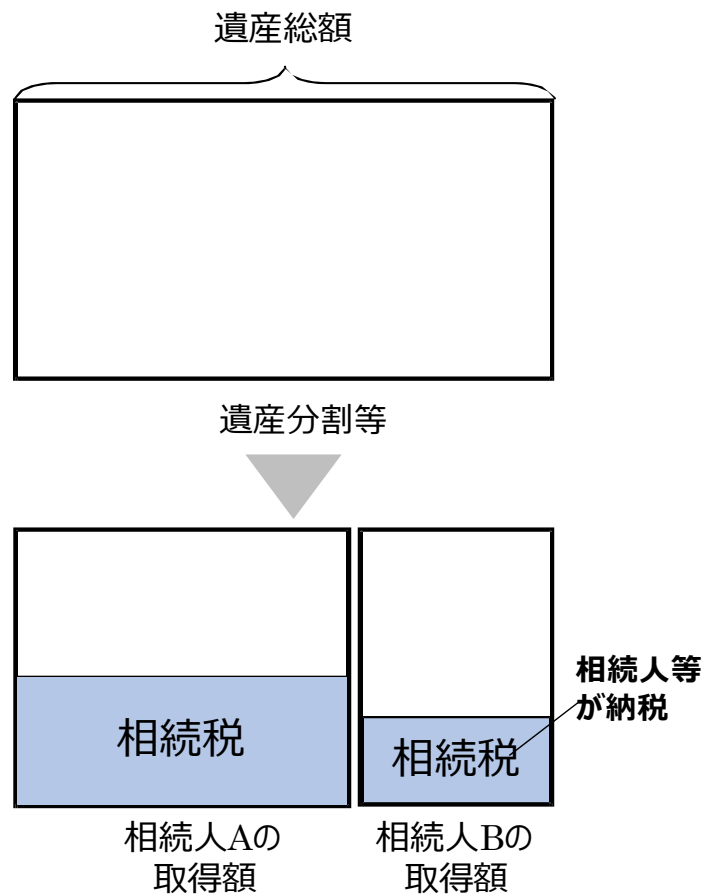 遺産総額
遺産分割等
相続税
相続税
相続人等
が納税
相続人Aの
取得額
相続人Bの
取得額